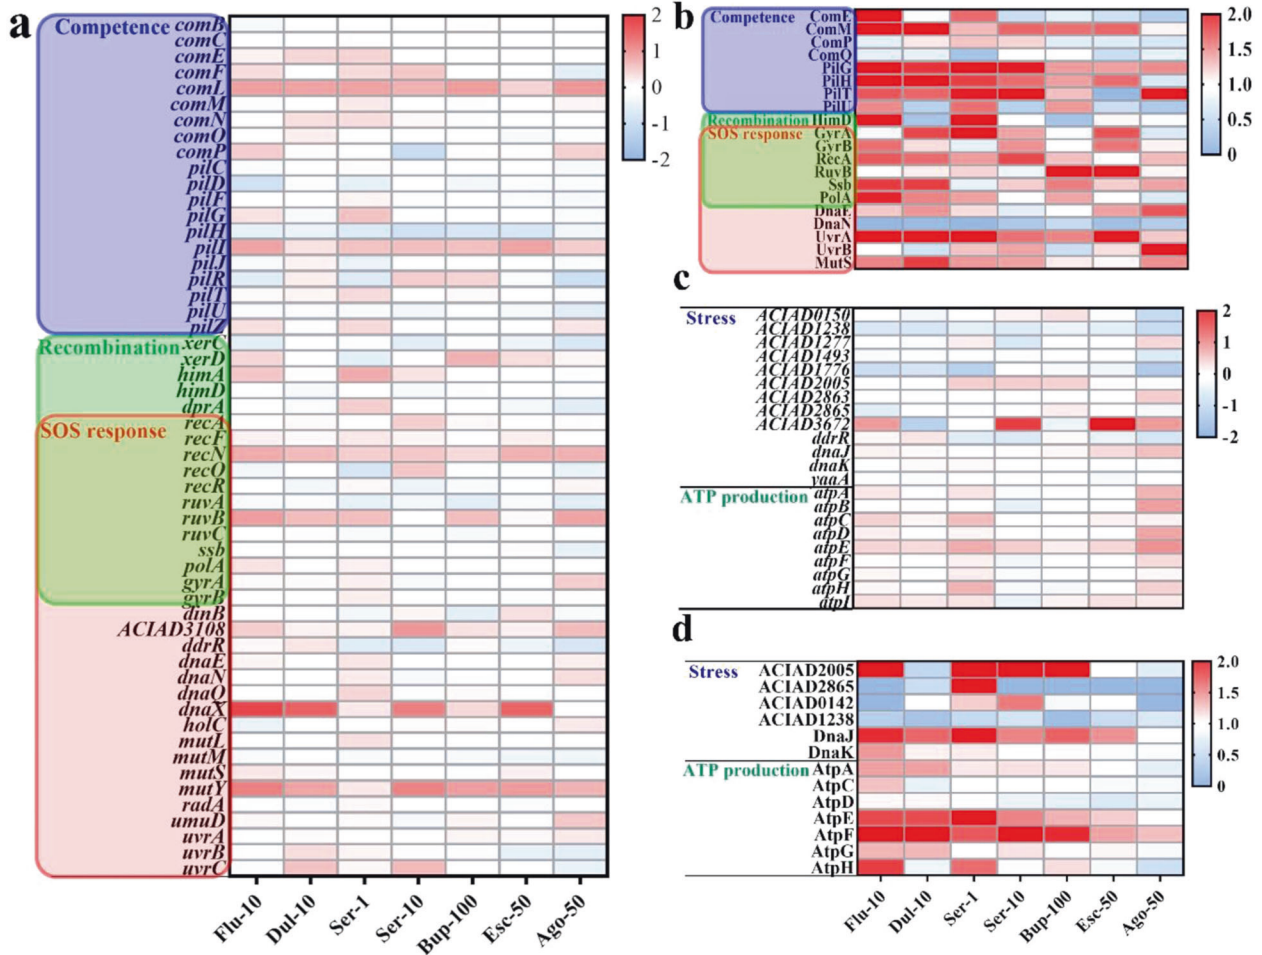 a
Competence
comB
comC
comE
comF
comL
comM
comN
comQ
comP
pilC
pilD
pilF
pilG
pilH
pilI
pilJ
pilR
pilT
pilU
pilZ
Recombination
xerC
xerD
himA
himD
dprA
SOS response
recA
recF
recN
recO
recR
ruvA
ruvB
ruvC
ssb
polA
gyrA
gyrB
dinB
ACIAD3108
ddrR
dnaE
dnaN
dnaQ
dnaX
holC
mutL
mutM
mutS
mutY
radA
umuD
uvrA
uvrB
uvrC
Flu-10
Dul-10
Ser-1
Ser-10
Bup-100
Esc-50
Ago-50
2
1
0
-1
-2
b
Competence
ComE
ComM
ComP
ComQ
PilG
PilH
PilT
PilU
Recombination HimD
SOS response
GyrA
GyrB
RecA
RuvB
Ssb
PolA
DnaE
DnaN
UvrA
UvrB
MutS
2.0
1.5
1.0
0.5
0
c
Stress
ACIAD0150
ACIAD1238
ACIAD1277
ACIAD1493
ACIAD1776
ACIAD2005
ACIAD2863
ACIAD2865
ACIAD3672
ddrR
dnaJ
dnaK
yaaA
ATP production
atpA
atpB
atpC
atpD
atpE
atpF
atpG
atpH
atpI
2
1
0
-1
-2
d
Stress
ACIAD2005
ACIAD2865
ACIAD0142
ACIAD1238
DnaJ
DnaK
ATP production AtpA
AtpC
AtpD
AtpE
AtpF
AtpG
AtpH
Flu-10
Dul-10
Ser-1
Ser-10
Bup-100
Esc-50
Ago-50
2.0
1.5
1.0
0.5
0